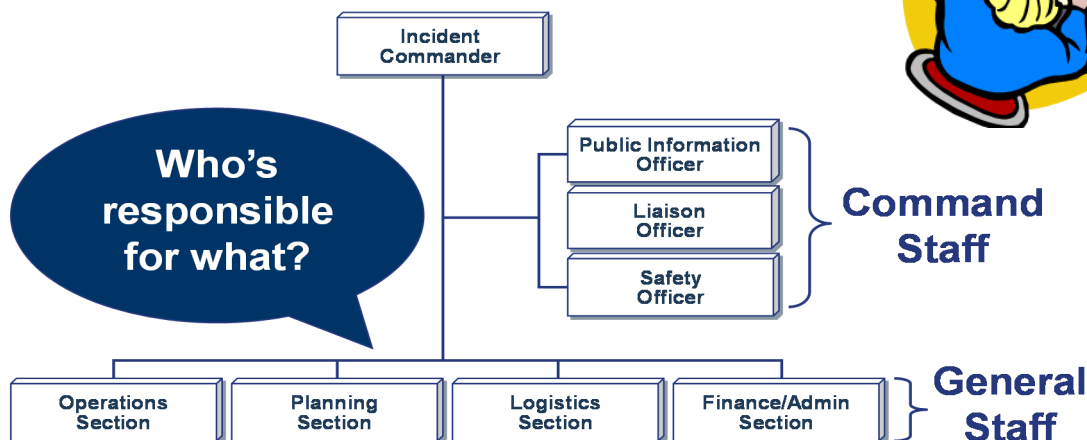 Incident
Commander
Who's
responsible
for what?
Public Information
Officer
Liaison
Officer
Safety
Officer
Command
Staff
Operations
Section
Planning
Section
Logistics
Section
Finance/Admin
Section
General
Staff